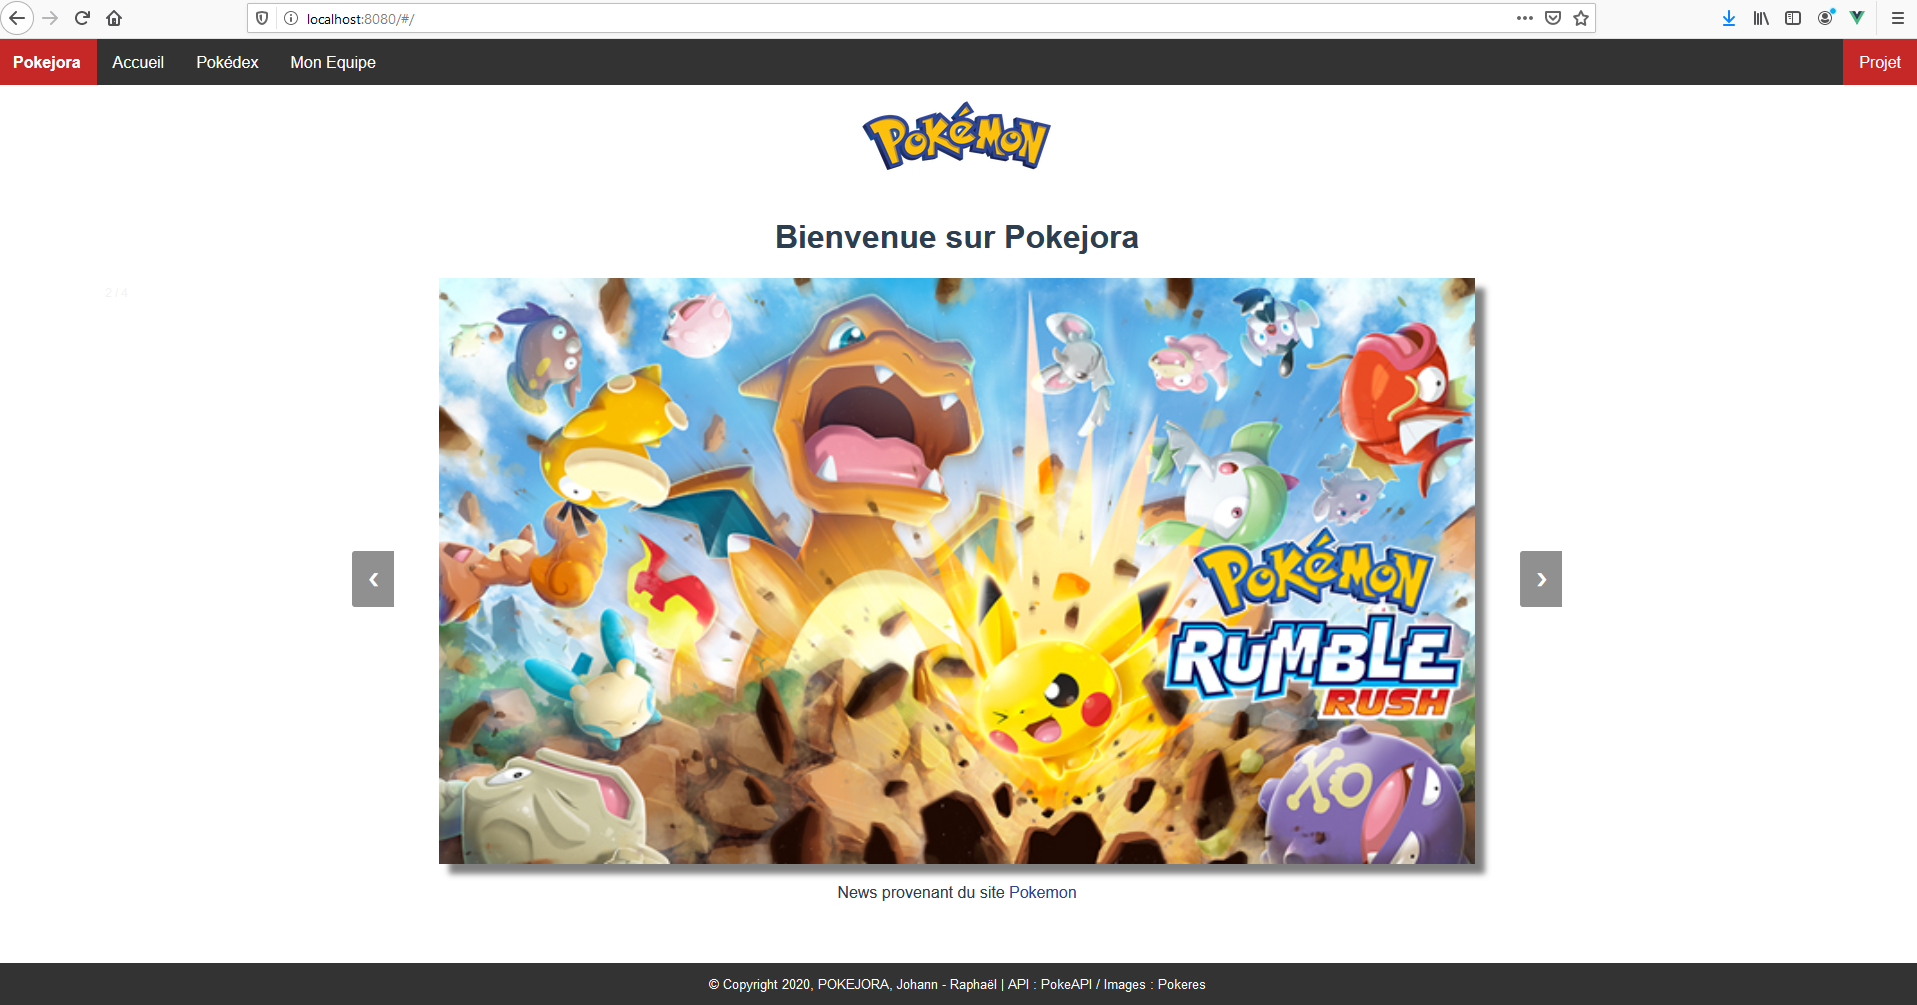 localhost:8080/#/
Pokejora Accueil Pokédex Mon Equipe Projet
POKéMON
Bienvenue sur Pokejora
2 / 4
POKéMON
RUMBLE
RUSH
XO
‹ ›
News provenant du site Pokemon
© Copyright 2020, POKEJORA, Johann - Raphaël | API : PokeAPI / Images : Pokeres